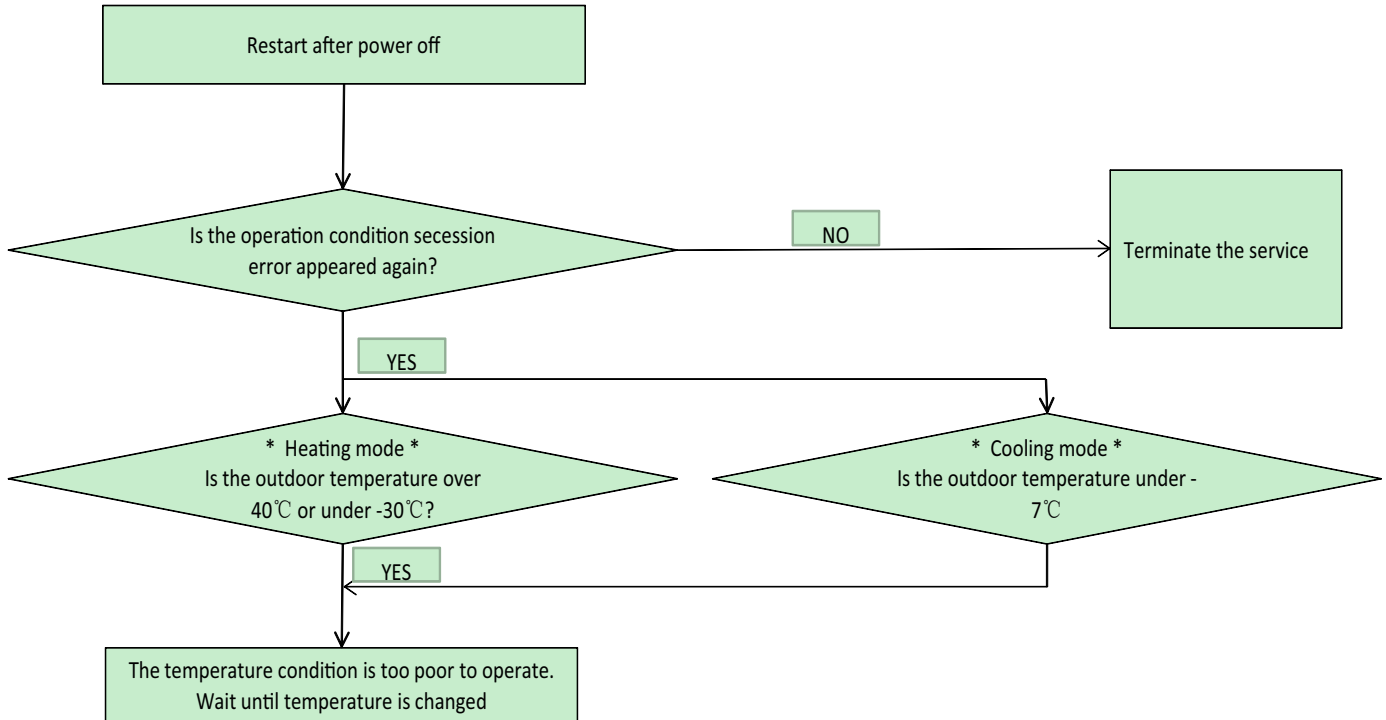 Restart after power off
Is the operation condition secession
error appeared again?
NO
Terminate the service
YES
* Heating mode *
Is the outdoor temperature over
40℃ or under -30℃?
* Cooling mode *
Is the outdoor temperature under -
7℃
YES
The temperature condition is too poor to operate.
Wait until temperature is changed